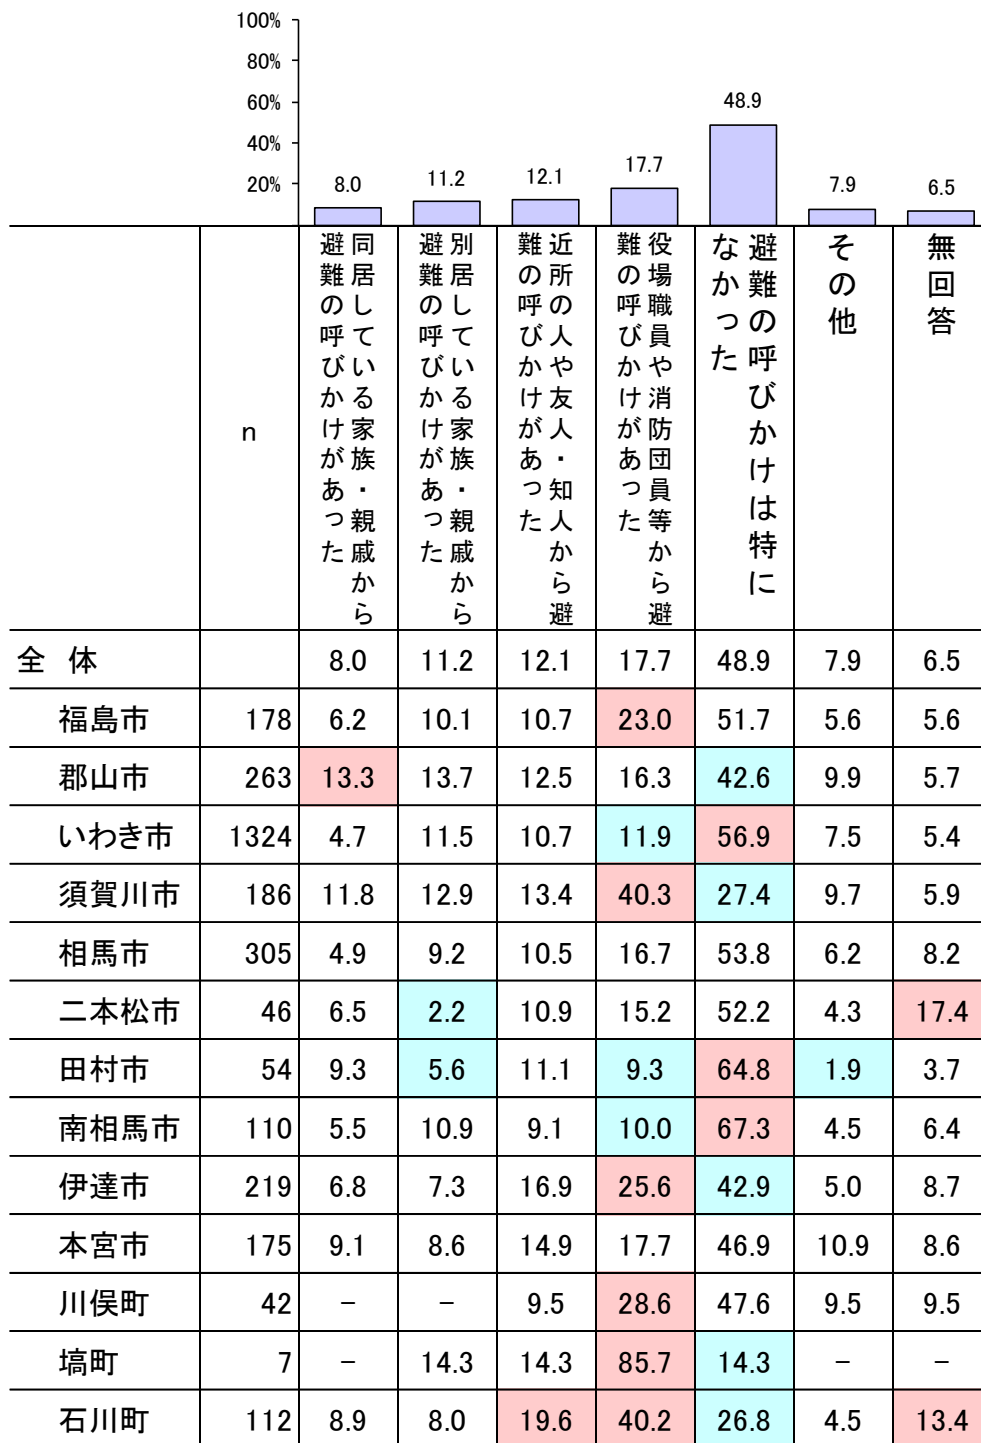 100%
80%
60%
40%
20%
8.0 11.2 12.1 17.7 48.9 7.9 6.5
n
同居している家族・親戚から
避難の呼びかけがあった
別居している家族・親戚から
避難の呼びかけがあった
近所の人や友人・知人から避
難の呼びかけがあった
役場職員や消防団員等から避
難の呼びかけがあった
避難の呼びかけは特に
なかった
その他
無回答
全 体 8.0 11.2 12.1 17.7 48.9 7.9 6.5
福島市 178 6.2 10.1 10.7 23.0 51.7 5.6 5.6
郡山市 263 13.3 13.7 12.5 16.3 42.6 9.9 5.7
いわき市 1324 4.7 11.5 10.7 11.9 56.9 7.5 5.4
須賀川市 186 11.8 12.9 13.4 40.3 27.4 9.7 5.9
相馬市 305 4.9 9.2 10.5 16.7 53.8 6.2 8.2
二本松市 46 6.5 2.2 10.9 15.2 52.2 4.3 17.4
田村市 54 9.3 5.6 11.1 9.3 64.8 1.9 3.7
南相馬市 110 5.5 10.9 9.1 10.0 67.3 4.5 6.4
伊達市 219 6.8 7.3 16.9 25.6 42.9 5.0 8.7
本宮市 175 9.1 8.6 14.9 17.7 46.9 10.9 8.6
川俣町 42 - - 9.5 28.6 47.6 9.5 9.5
塙町 7 - 14.3 14.3 85.7 14.3 - -
石川町 112 8.9 8.0 19.6 40.2 26.8 4.5 13.4